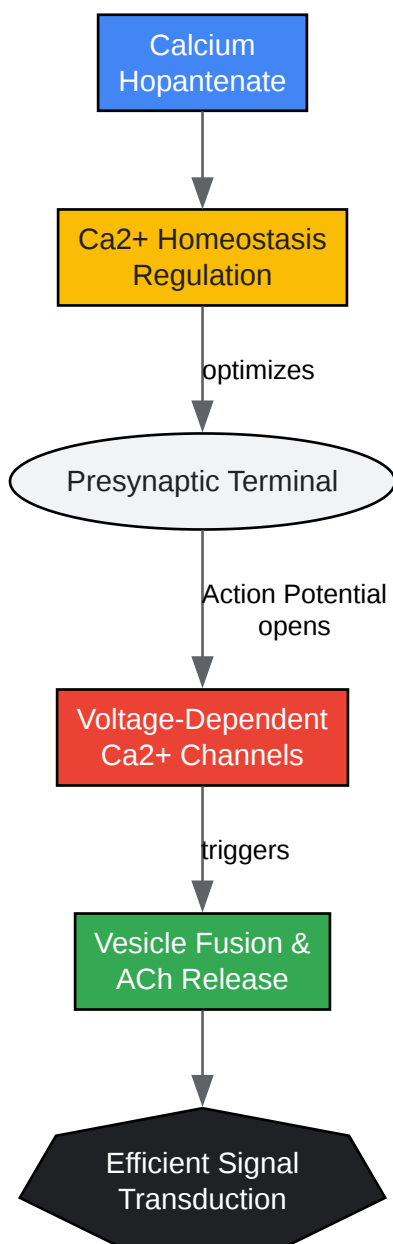 Calcium
Hopantenate
Ca2+ Homeostasis
Regulation
optimizes
Presynaptic Terminal
Action Potential
opens
Voltage-Dependent
Ca2+ Channels
triggers
Vesicle Fusion &
ACh Release
Efficient Signal
Transduction